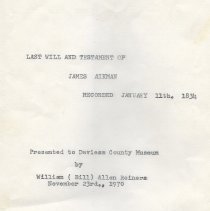 LAST WILL AND TESTAMENT OF
JAMES AIKMAN
RECORDED JANUARY 11th, 1834
Presented to Daviess County Museum
by
William ( Bill) Allen Reiners
November 23rd., 1970